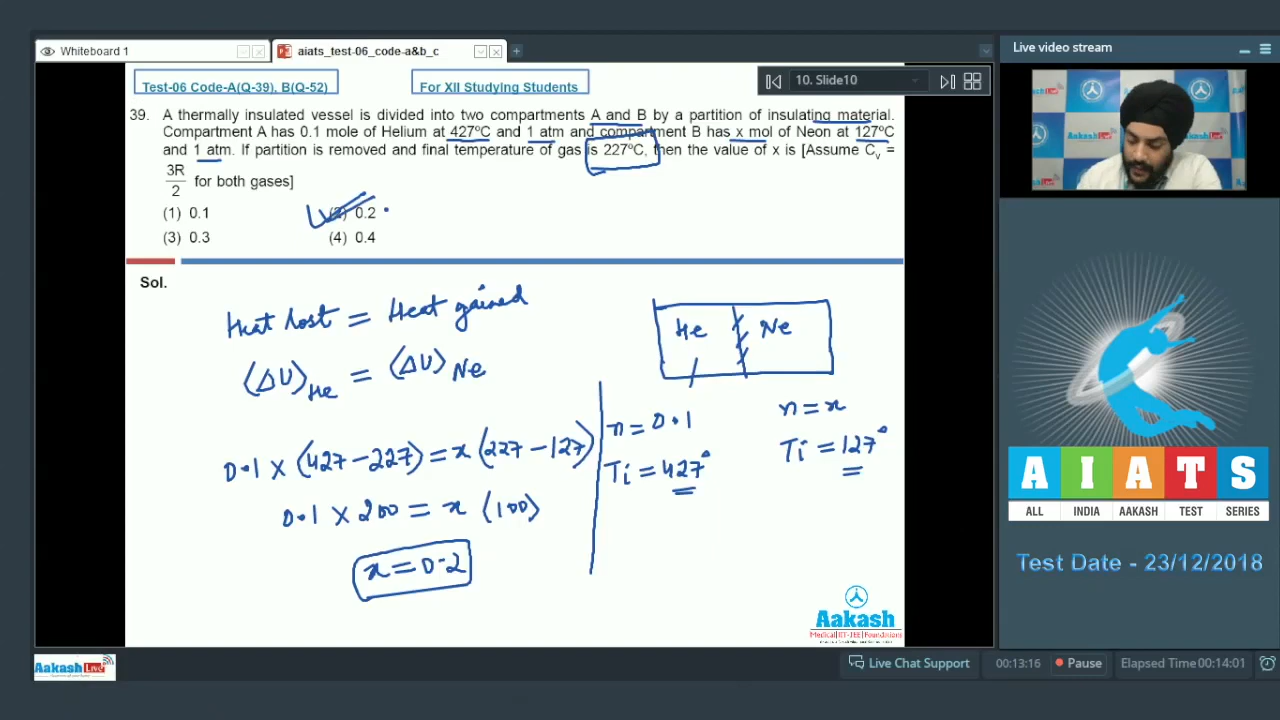 Whiteboard 1
aiats_test-06_code-a&b_c
Live video stream
Test-06 Code-A(Q-39), B(Q-52)
For XII Studying Students
10. Slide10
39. A thermally insulated vessel is divided into two compartments A and B by a partition of insulating material.
Compartment A has 0.1 mole of Helium at 427°C and 1 atm and compartment B has x mol of Neon at 127°C
and 1 atm. If partition is removed and final temperature of gas is 227°C, then the value of x is [Assume Cv =
3R/2 for both gases]
(1) 0.1
(2) 0.2
(3) 0.3
(4) 0.4
Sol.
Heat lost = Heat gained
(ΔU)He = (ΔU)Ne
0.1 × (427 – 227) = x (227 – 127)
0.1 × 200 = x (100)
x = 0.2
He
Ne
n = 0.1
Ti = 427°
n = x
Ti = 127°
A I A T S
ALL INDIA AAKASH TEST SERIES
Test Date - 23/12/2018
Aakash
Medical|IIT-JEE|Foundations
Aakash Live
Live Chat Support
00:13:16
Pause
Elapsed Time 00:14:01